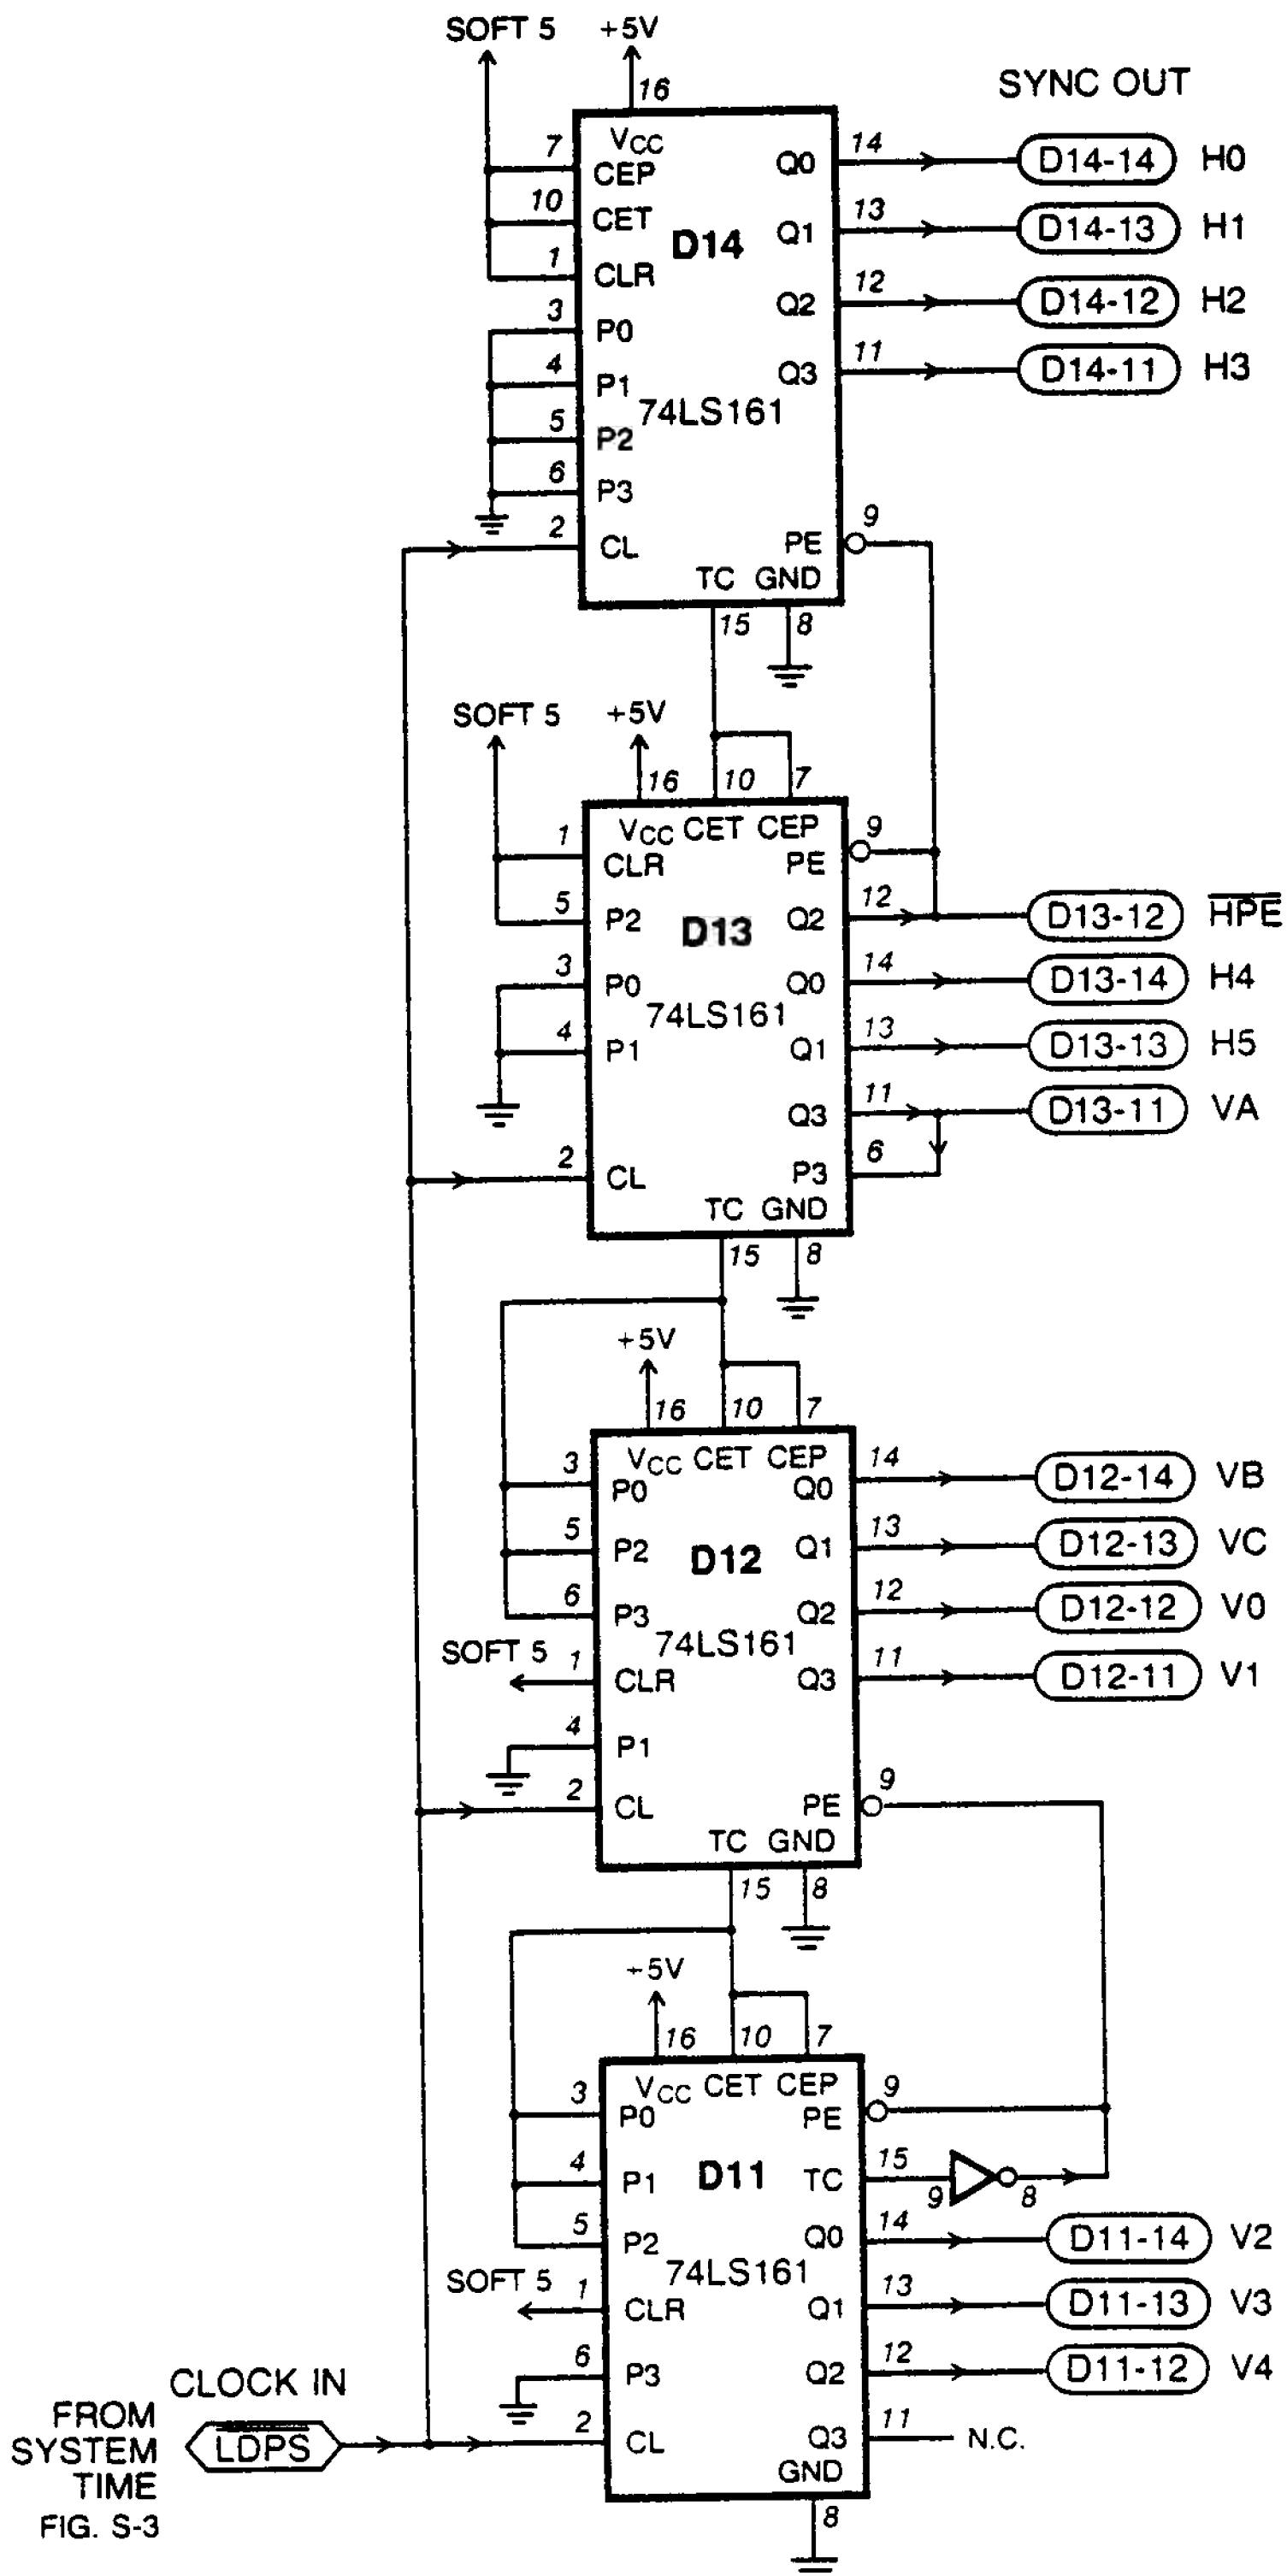 SOFT 5 +5V
SYNC OUT
16
VCC
7 CEP Q0 14 D14-14 H0
10 CET D14 Q1 13 D14-13 H1
1 CLR Q2 12 D14-12 H2
3 P0 Q3 11 D14-11 H3
4 P1 74LS161
5 P2
6 P3
2 CL PE 9
TC GND
15 8
SOFT 5 +5V
16 10 7
VCC CET CEP
1 CLR PE 9
5 P2 D13 Q2 12 D13-12 HPE
3 P0 Q0 14 D13-14 H4
74LS161
4 P1 Q1 13 D13-13 H5
Q3 11 D13-11 VA
2 CL P3 6
TC GND
15 8
+5V
16 10 7
VCC CET CEP
3 P0 Q0 14 D12-14 VB
5 P2 D12 Q1 13 D12-13 VC
6 P3 Q2 12 D12-12 V0
74LS161
SOFT 5 1 CLR Q3 11 D12-11 V1
4 P1
2 CL PE 9
TC GND
15 8
+5V
16 10 7
VCC CET CEP
3 P0 PE 9
4 P1 D11 TC 15 9 8
5 P2 Q0 14 D11-14 V2
74LS161
SOFT 5 1 CLR Q1 13 D11-13 V3
6 P3 Q2 12 D11-12 V4
CLOCK IN
FROM
SYSTEM
TIME
FIG. S-3
LDPS 2 CL Q3 11 N.C.
GND
8